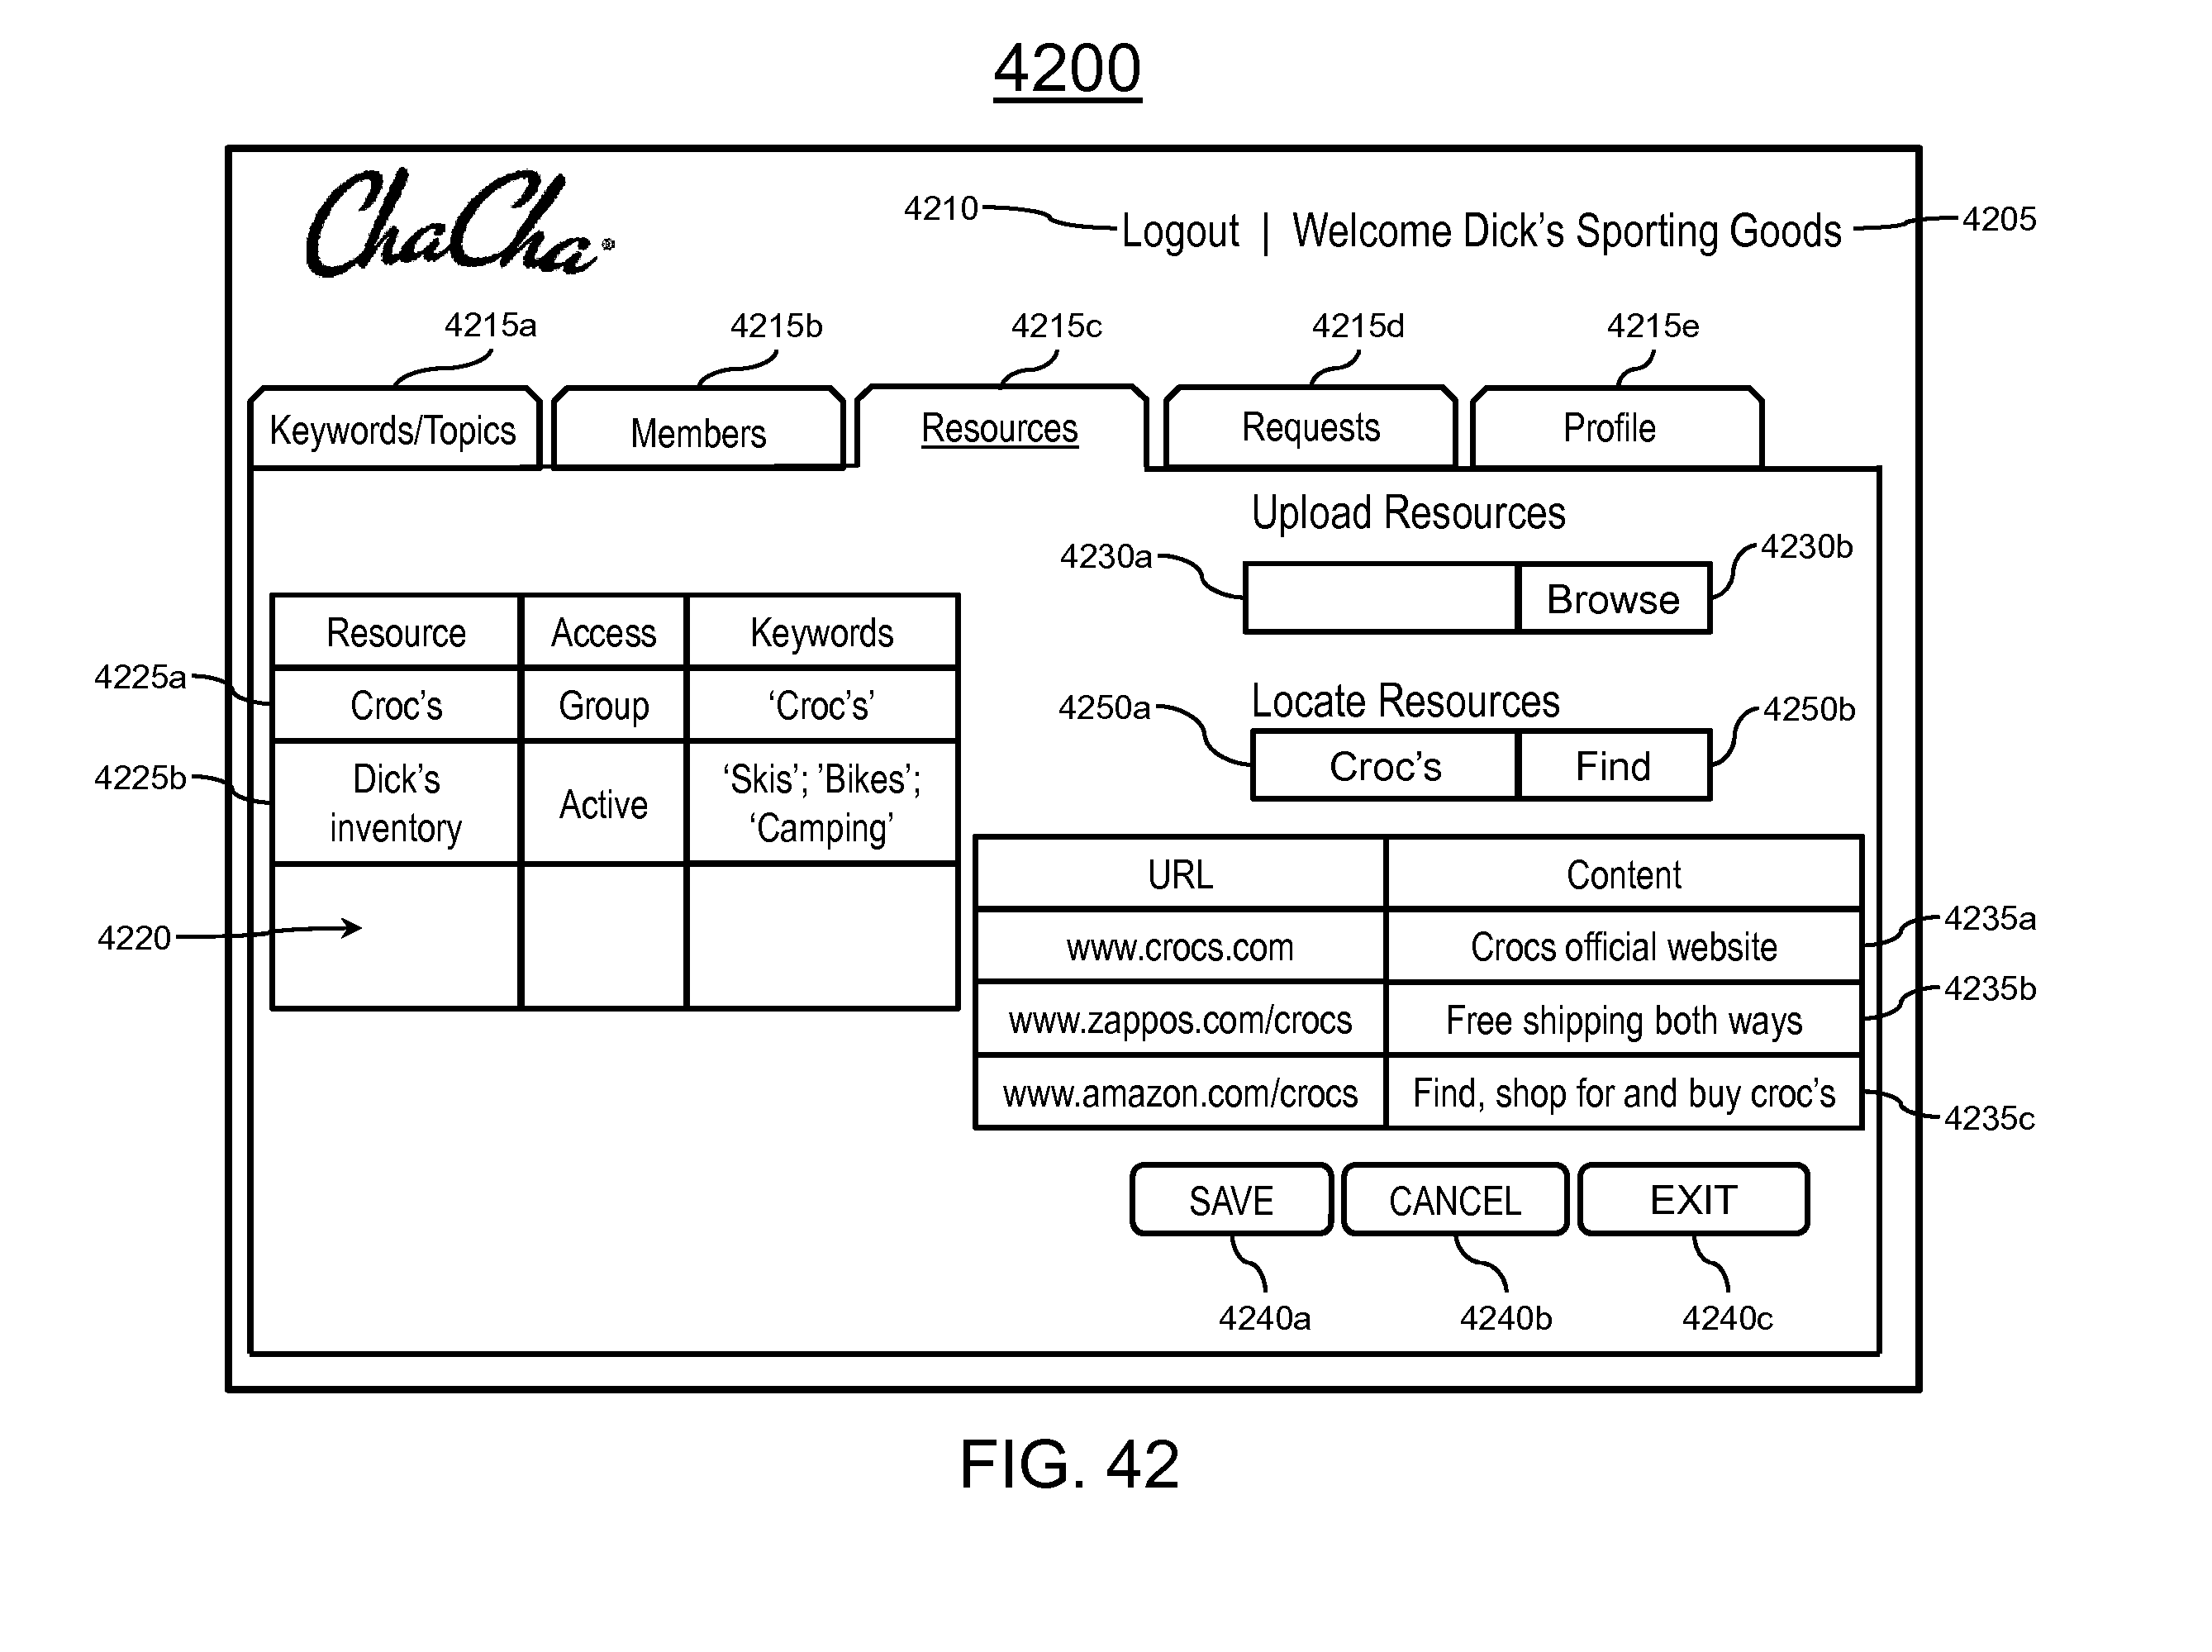 4200
ChaCha®
4210
Logout | Welcome Dick’s Sporting Goods
4205
4215a
4215b
4215c
4215d
4215e
Keywords/Topics
Members
Resources
Requests
Profile
Upload Resources
4230a
4230b
Browse
Resource
Access
Keywords
4225a
Croc’s
Group
‘Croc’s’
Locate Resources
4250a
4250b
Croc’s
Find
4225b
Dick’s
inventory
Active
‘Skis’; ’Bikes’;
‘Camping’
4220
URL
Content
www.crocs.com
Crocs official website
4235a
www.zappos.com/crocs
Free shipping both ways
4235b
www.amazon.com/crocs
Find, shop for and buy croc’s
4235c
SAVE
CANCEL
EXIT
4240a
4240b
4240c
FIG. 42